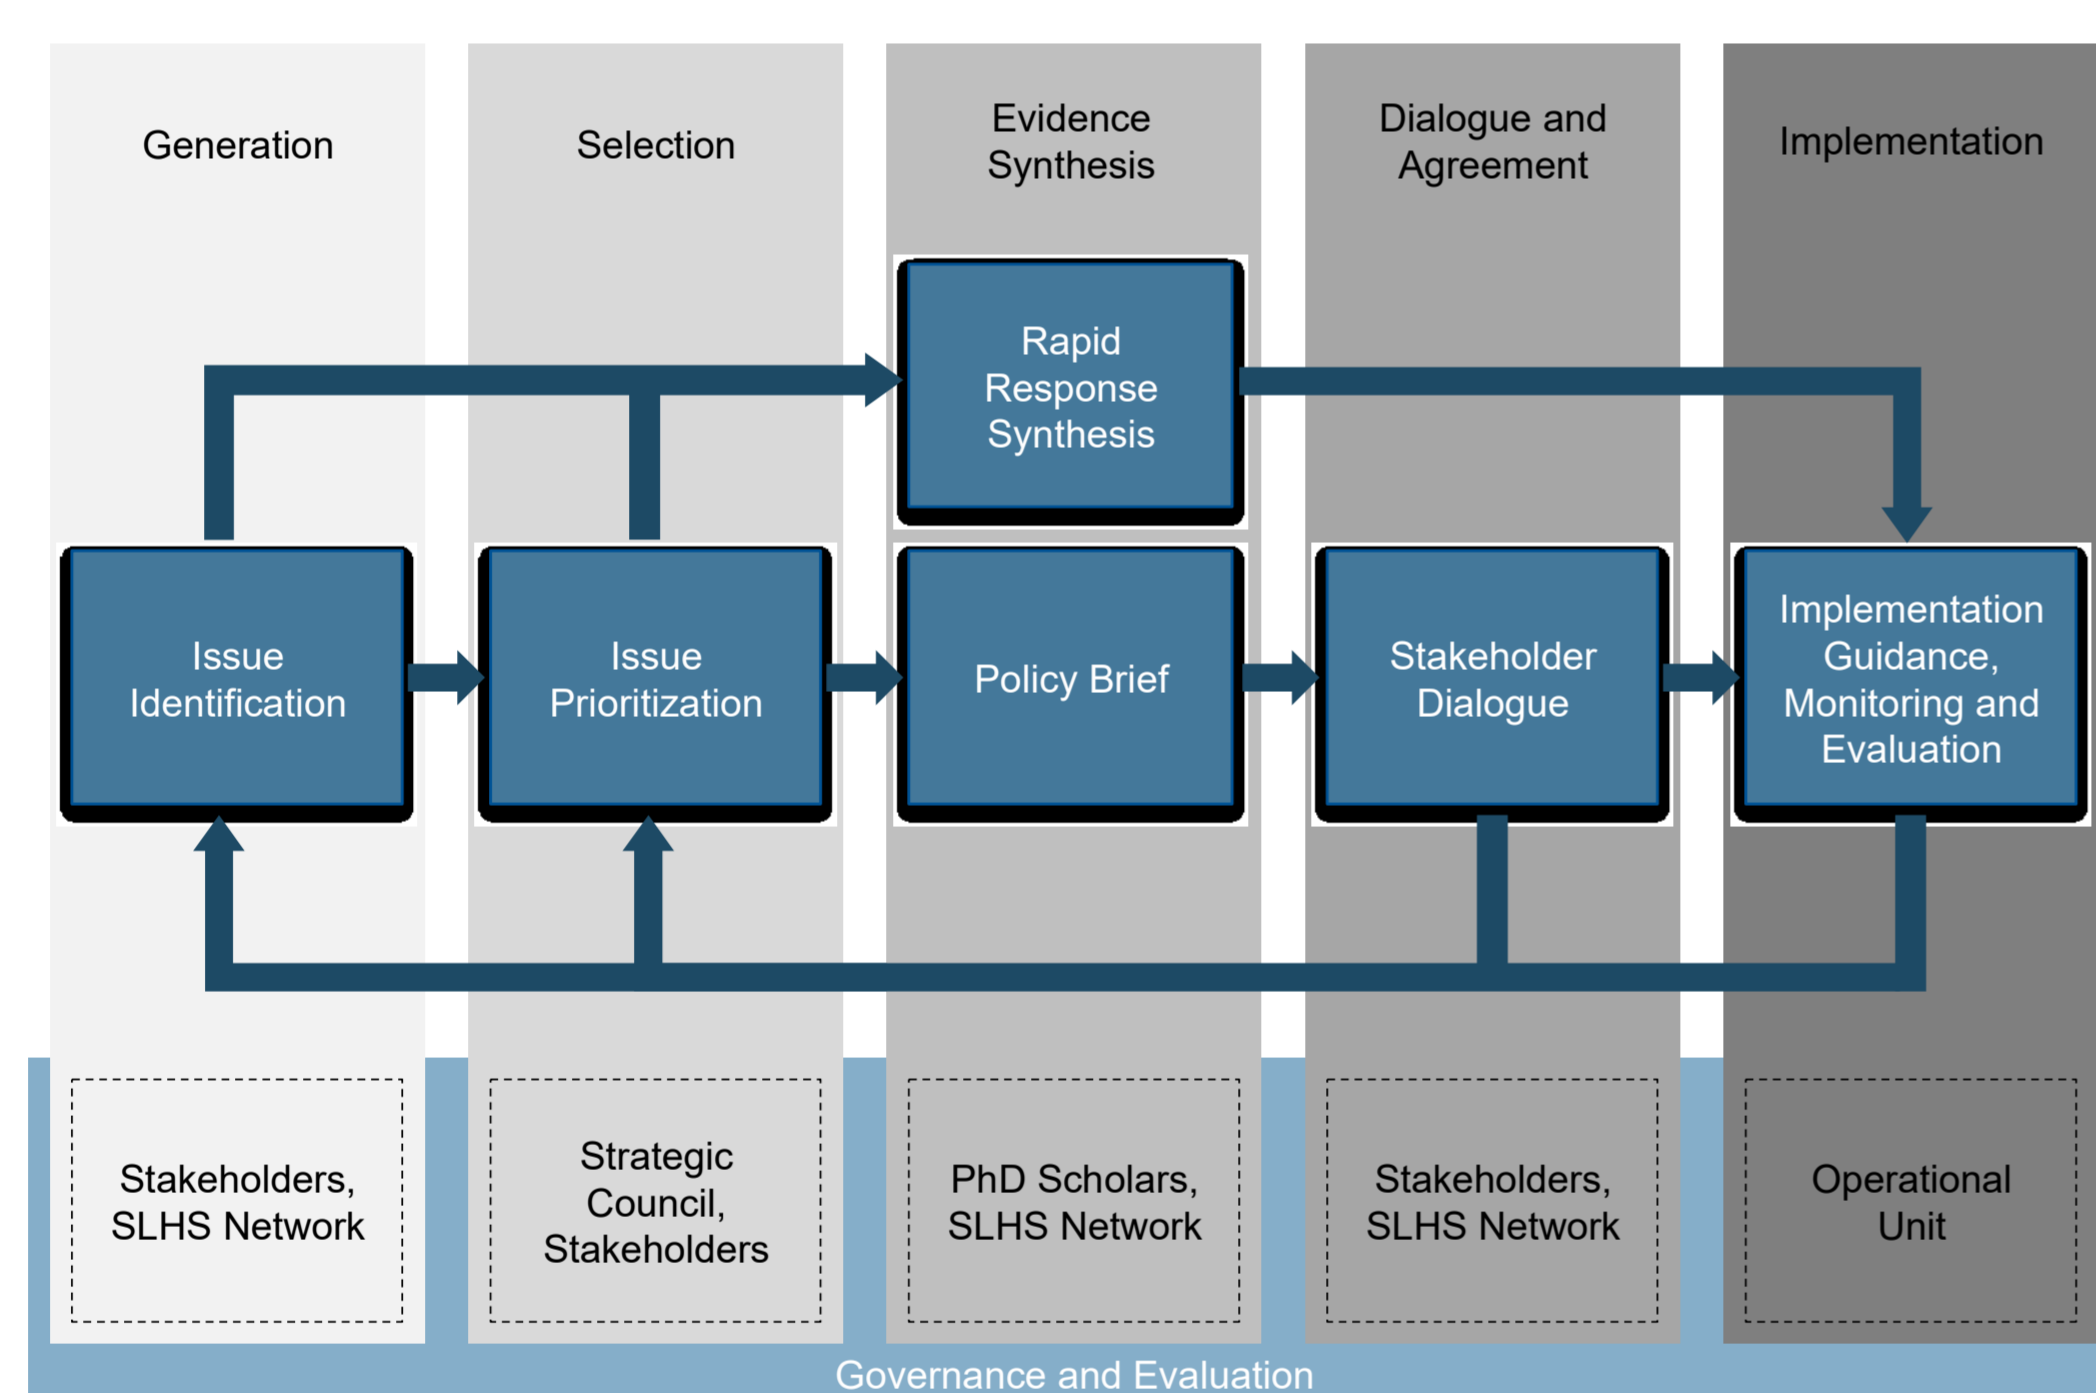 Generation
Selection
Evidence
Synthesis
Dialogue and
Agreement
Implementation
Rapid
Response
Synthesis
Issue
Identification
Issue
Prioritization
Policy Brief
Stakeholder
Dialogue
Implementation
Guidance,
Monitoring and
Evaluation
Stakeholders,
SLHS Network
Strategic
Council,
Stakeholders
PhD Scholars,
SLHS Network
Stakeholders,
SLHS Network
Operational
Unit
Governance and Evaluation